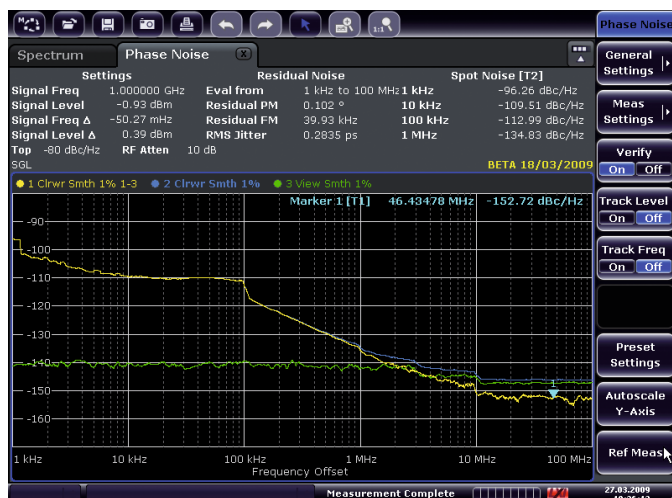 Phase Noise
Spectrum
Phase Noise
Settings Residual Noise Spot Noise [T2]
Signal Freq 1.000000 GHz Eval from 1 kHz to 100 MHz 1 kHz -96.26 dBc/Hz
Signal Level -0.93 dBm Residual PM 0.102 ° 10 kHz -109.51 dBc/Hz
Signal Freq Δ -50.27 mHz Residual FM 39.93 kHz 100 kHz -112.99 dBc/Hz
Signal Level Δ 0.39 dBm RMS Jitter 0.2835 ps 1 MHz -134.83 dBc/Hz
Top -80 dBc/Hz RF Atten 10 dB
SGL BETA 18/03/2009
1 Clrwr Smth 1% 1-3 2 Clrwr Smth 1% 3 View Smth 1%
Marker 1 [T1] 46.43478 MHz -152.72 dBc/Hz
-90
-100
-110
-120
-130
-140
-150
-160
1
1 kHz 10 kHz 100 kHz 1 MHz 10 MHz 100 MHz
Frequency Offset
Measurement Complete
27.03.2009
General
Settings
Meas
Settings
Verify
On Off
Track Level
On Off
Track Freq
On Off
Preset
Settings
Autoscale
Y-Axis
Ref Meas